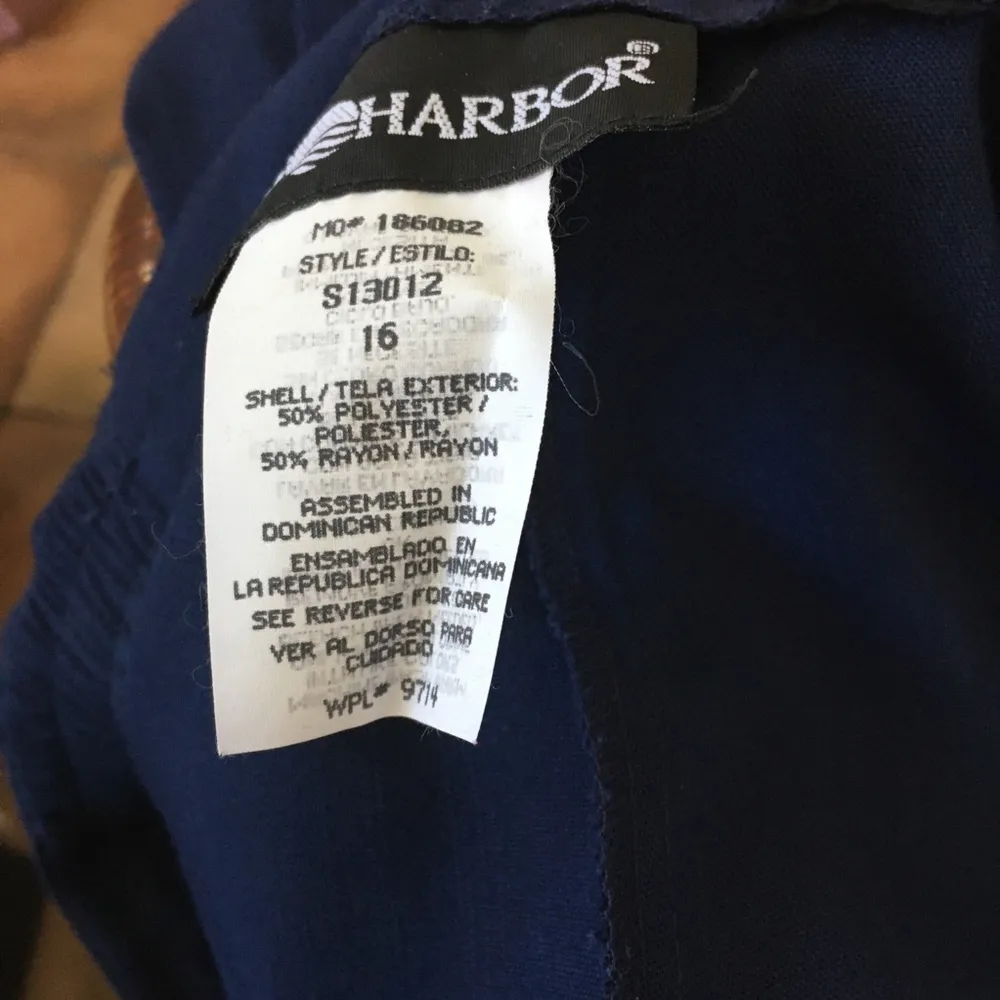 HARBOR®
MO# 186082
STYLE/ESTILO:
S13012
16
SHELL/TELA EXTERIOR:
50% POLYESTER/
POLIESTER,
50% RAYON/RAYON
ASSEMBLED IN
DOMINICAN REPUBLIC
ENSAMBLADO EN
LA REPUBLICA DOMINICANA
SEE REVERSE FOR CARE
VER AL DORSO PARA
CUIDADO
WPL# 9714